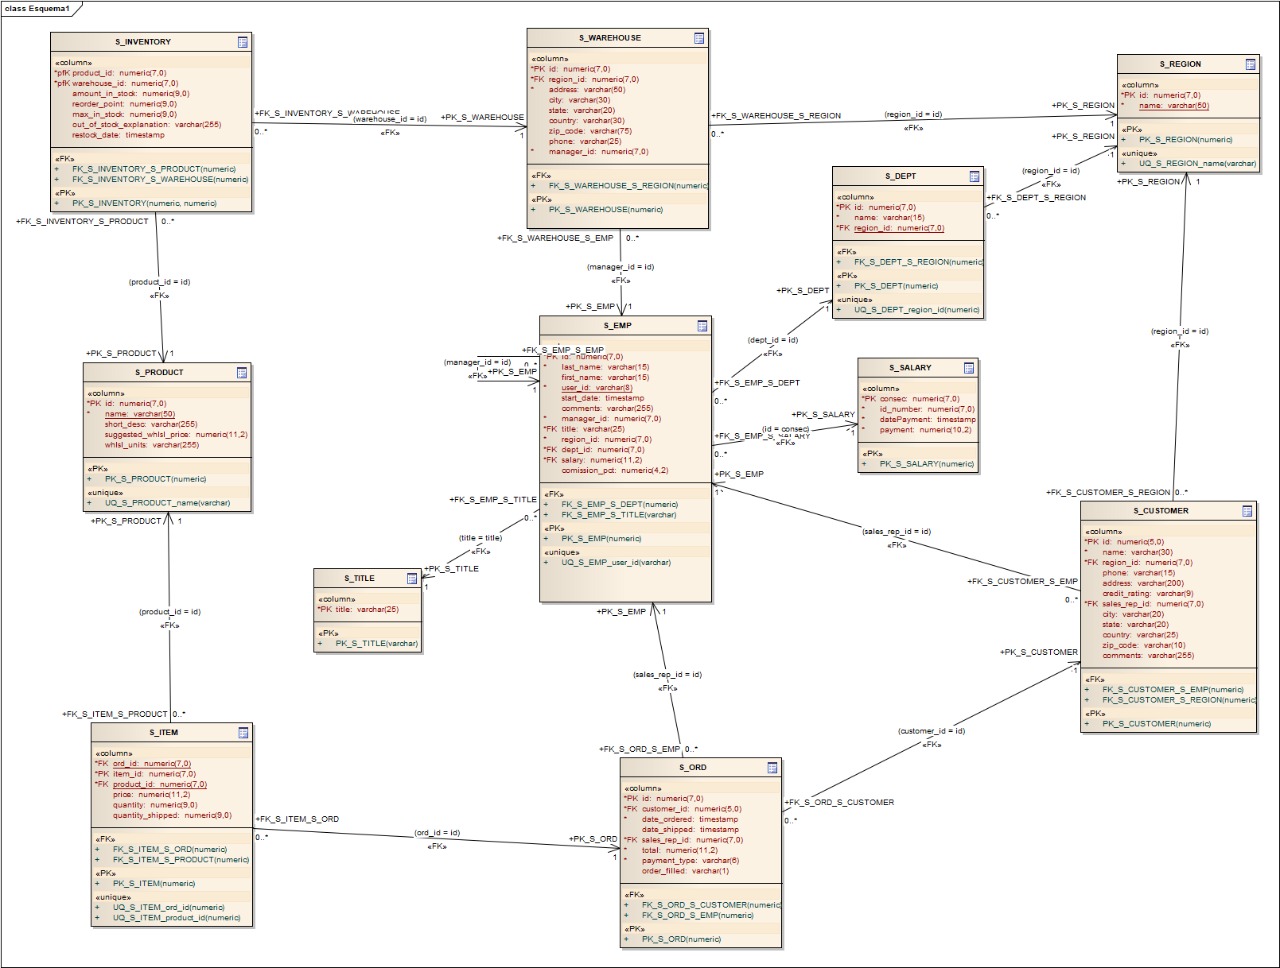 class Esquema1
S_INVENTORY
«column»
*pfK product_id: numeric(7,0)
*pfK warehouse_id: numeric(7,0)
amount_in_stock: numeric(9,0)
reorder_point: numeric(9,0)
max_in_stock: numeric(9,0)
out_of_stock_explanation: varchar(255)
restock_date: timestamp
«FK»
+ FK_S_INVENTORY_S_PRODUCT(numeric)
+ FK_S_INVENTORY_S_WAREHOUSE(numeric)
«PK»
+ PK_S_INVENTORY(numeric, numeric)
+FK_S_INVENTORY_S_WAREHOUSE
0..*
(warehouse_id = id)
«FK»
+PK_S_WAREHOUSE
1
S_WAREHOUSE
«column»
*PK id: numeric(7,0)
*FK region_id: numeric(7,0)
* address: varchar(50)
city: varchar(30)
state: varchar(20)
country: varchar(30)
zip_code: varchar(75)
phone: varchar(25)
* manager_id: numeric(7,0)
«FK»
+ FK_S_WAREHOUSE_S_REGION(numeric)
«PK»
+ PK_S_WAREHOUSE(numeric)
+FK_S_WAREHOUSE_S_REGION
0..*
(region_id = id)
«FK»
+PK_S_REGION
1
S_REGION
«column»
*PK id: numeric(7,0)
* name: varchar(50)
«PK»
+ PK_S_REGION(numeric)
«unique»
+ UQ_S_REGION_name(varchar)
+PK_S_REGION
1
(region_id = id)
«FK»
+FK_S_DEPT_S_REGION
0..*
S_DEPT
«column»
*PK id: numeric(7,0)
* name: varchar(15)
*FK region_id: numeric(7,0)
«FK»
+ FK_S_DEPT_S_REGION(numeric)
«PK»
+ PK_S_DEPT(numeric)
«unique»
+ UQ_S_DEPT_region_id(numeric)
+PK_S_REGION 1
(region_id = id)
«FK»
+FK_S_CUSTOMER_S_REGION 0..*
+FK_S_INVENTORY_S_PRODUCT 0..*
(product_id = id)
«FK»
+PK_S_PRODUCT 1
+FK_S_WAREHOUSE_S_EMP 0..*
(manager_id = id)
«FK»
+PK_S_EMP 1
S_EMP
*PK id: numeric(7,0)
* last_name: varchar(15)
* first_name: varchar(15)
* user_id: varchar(8)
start_date: timestamp
comments: varchar(255)
* manager_id: numeric(7,0)
*FK title: varchar(25)
* region_id: numeric(7,0)
*FK dept_id: numeric(7,0)
*FK salary: numeric(11,2)
comission_pct: numeric(4,2)
«FK»
+ FK_S_EMP_S_DEPT(numeric)
+ FK_S_EMP_S_TITLE(varchar)
«PK»
+ PK_S_EMP(numeric)
«unique»
+ UQ_S_EMP_user_id(varchar)
+FK_S_EMP_S_EMP
0..*
(manager_id = id)
«FK»
+PK_S_EMP
1
+PK_S_DEPT
1
(dept_id = id)
«FK»
+FK_S_EMP_S_DEPT
0..*
+PK_S_SALARY
1
(id = consec)
«FK»
+FK_S_EMP_S_SALARY
0..*
S_SALARY
«column»
*PK consec: numeric(7,0)
* id_number: numeric(7,0)
* datePayment: timestamp
* payment: numeric(10,2)
«PK»
+ PK_S_SALARY(numeric)
S_PRODUCT
«column»
*PK id: numeric(7,0)
* name: varchar(50)
short_desc: varchar(255)
suggested_whlsl_price: numeric(11,2)
whlsl_units: varchar(255)
«PK»
+ PK_S_PRODUCT(numeric)
«unique»
+ UQ_S_PRODUCT_name(varchar)
+PK_S_PRODUCT 1
(product_id = id)
«FK»
+FK_S_ITEM_S_PRODUCT 0..*
+FK_S_EMP_S_TITLE
0..*
(title = title)
«FK»
+PK_S_TITLE
1
S_TITLE
«column»
*PK title: varchar(25)
«PK»
+ PK_S_TITLE(varchar)
+PK_S_EMP
1
(sales_rep_id = id)
«FK»
+FK_S_CUSTOMER_S_EMP
0..*
S_CUSTOMER
«column»
*PK id: numeric(5,0)
* name: varchar(30)
*FK region_id: numeric(7,0)
phone: varchar(15)
address: varchar(200)
credit_rating: varchar(9)
*FK sales_rep_id: numeric(7,0)
city: varchar(20)
state: varchar(20)
country: varchar(25)
zip_code: varchar(10)
comments: varchar(255)
«FK»
+ FK_S_CUSTOMER_S_EMP(numeric)
+ FK_S_CUSTOMER_S_REGION(numeric)
«PK»
+ PK_S_CUSTOMER(numeric)
+PK_S_EMP 1
(sales_rep_id = id)
«FK»
+FK_S_ORD_S_EMP 0..*
+PK_S_CUSTOMER
1
(customer_id = id)
«FK»
+FK_S_ORD_S_CUSTOMER
0..*
S_ITEM
«column»
*FK ord_id: numeric(7,0)
*PK item_id: numeric(7,0)
*FK product_id: numeric(7,0)
price: numeric(11,2)
quantity: numeric(9,0)
quantity_shipped: numeric(9,0)
«FK»
+ FK_S_ITEM_S_ORD(numeric)
+ FK_S_ITEM_S_PRODUCT(numeric)
«PK»
+ PK_S_ITEM(numeric)
«unique»
+ UQ_S_ITEM_ord_id(numeric)
+ UQ_S_ITEM_product_id(numeric)
+FK_S_ITEM_S_ORD
0..*
(ord_id = id)
«FK»
+PK_S_ORD
1
S_ORD
«column»
*PK id: numeric(7,0)
*FK customer_id: numeric(5,0)
* date_ordered: timestamp
date_shipped: timestamp
*FK sales_rep_id: numeric(7,0)
* total: numeric(11,2)
* payment_type: varchar(6)
order_filled: varchar(1)
«FK»
+ FK_S_ORD_S_CUSTOMER(numeric)
+ FK_S_ORD_S_EMP(numeric)
«PK»
+ PK_S_ORD(numeric)